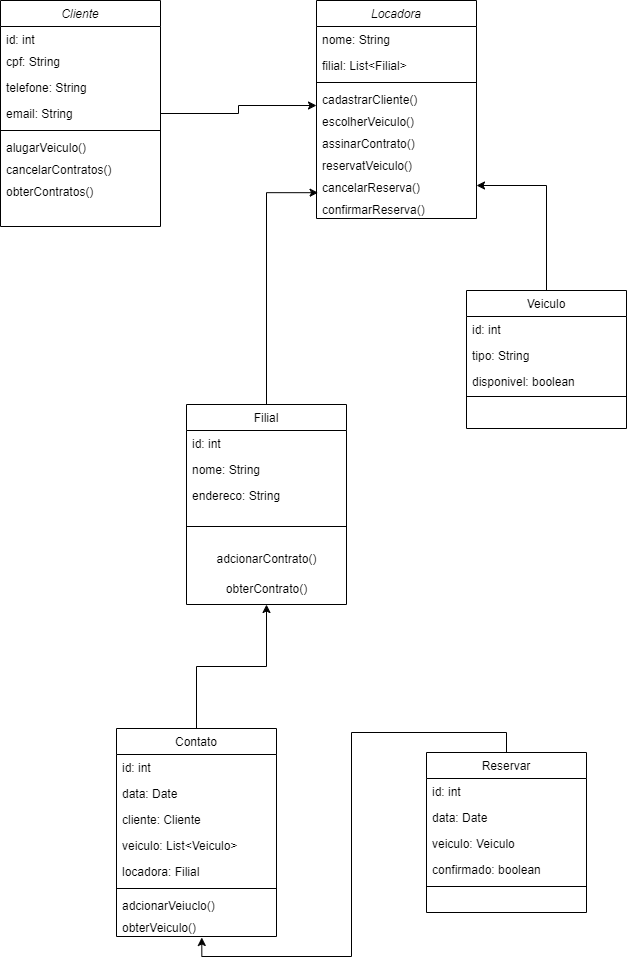 Cliente
id: int
cpf: String
telefone: String
email: String
alugarVeiculo()
cancelarContratos()
obterContratos()
Locadora
nome: String
filial: List<Filial>
cadastrarCliente()
escolherVeiculo()
assinarContrato()
reservatVeiculo()
cancelarReserva()
confirmarReserva()
Veiculo
id: int
tipo: String
disponivel: boolean
Filial
id: int
nome: String
endereco: String
adcionarContrato()
obterContrato()
Contato
id: int
data: Date
cliente: Cliente
veiculo: List<Veiculo>
locadora: Filial
adcionarVeiuclo()
obterVeiculo()
Reservar
id: int
data: Date
veiculo: Veiculo
confirmado: boolean